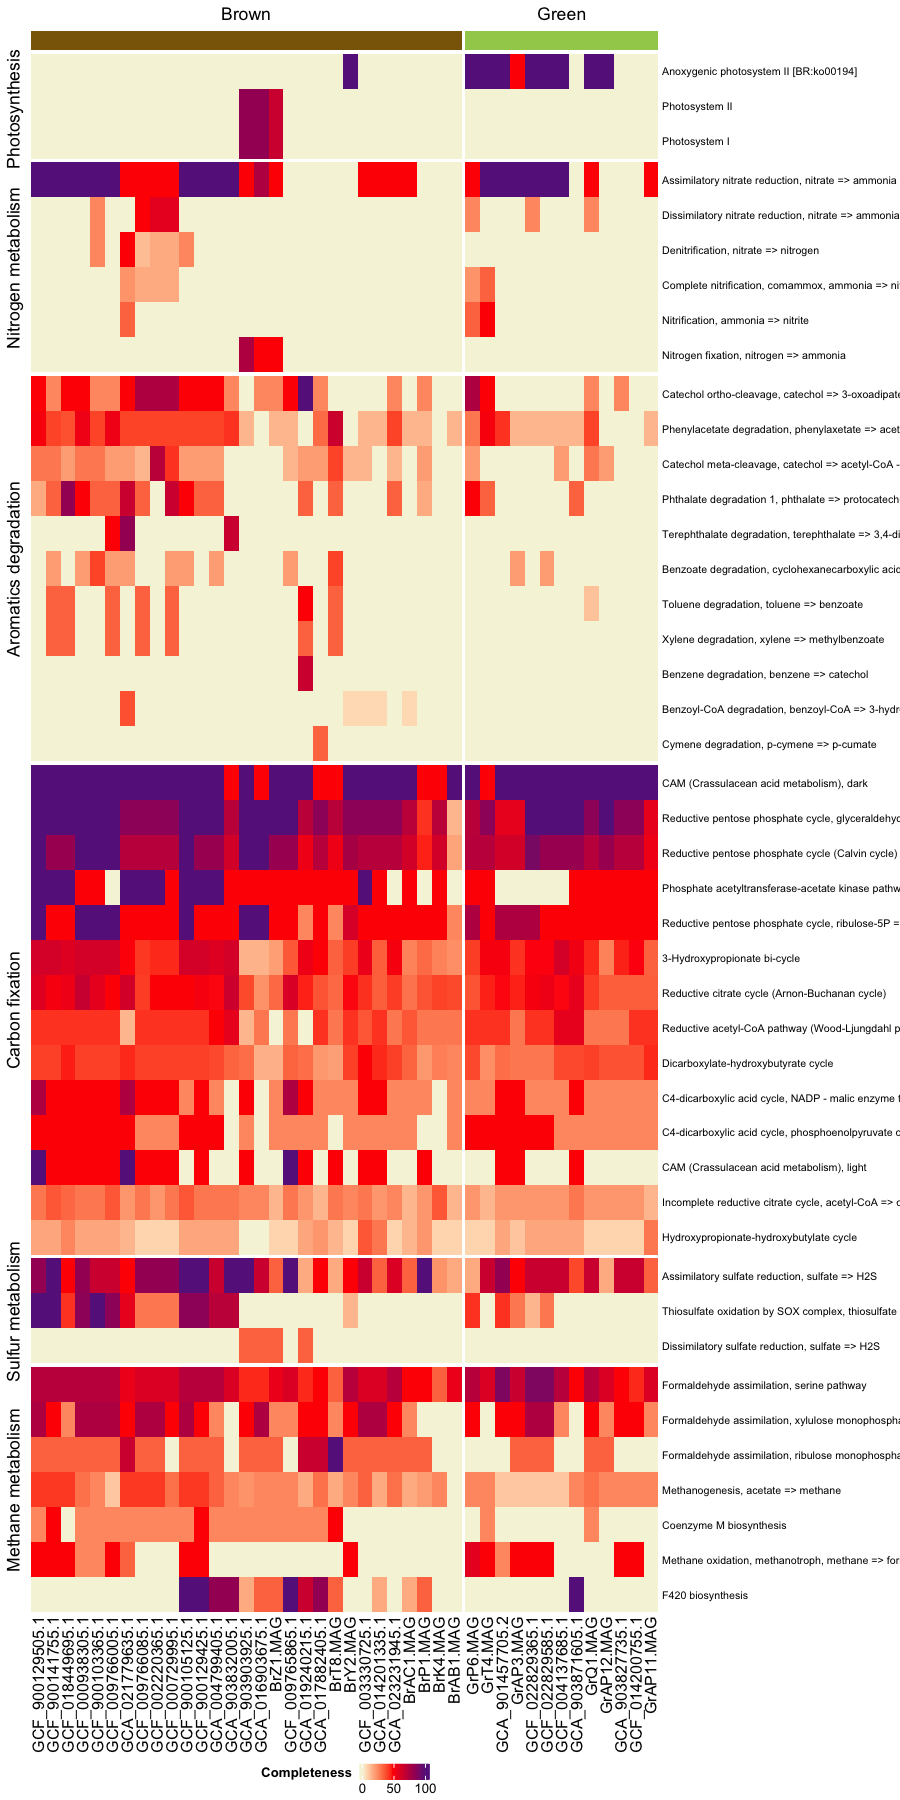 Brown
Green
Photosynthesis
Anoxygenic photosystem II [BR:ko00194]
Photosystem II
Photosystem I
Nitrogen metabolism
Assimilatory nitrate reduction, nitrate => ammonia
Dissimilatory nitrate reduction, nitrate => ammonia
Denitrification, nitrate => nitrogen
Complete nitrification, comammox, ammonia => ni
Nitrification, ammonia => nitrite
Nitrogen fixation, nitrogen => ammonia
Aromatics degradation
Catechol ortho-cleavage, catechol => 3-oxoadipate
Phenylacetate degradation, phenylaxetate => acet
Catechol meta-cleavage, catechol => acetyl-CoA -
Phthalate degradation 1, phthalate => protocatech
Terephthalate degradation, terephthalate => 3,4-di
Benzoate degradation, cyclohexanecarboxylic acid
Toluene degradation, toluene => benzoate
Xylene degradation, xylene => methylbenzoate
Benzene degradation, benzene => catechol
Benzoyl-CoA degradation, benzoyl-CoA => 3-hydr
Cymene degradation, p-cymene => p-cumate
Carbon fixation
CAM (Crassulacean acid metabolism), dark
Reductive pentose phosphate cycle, glyceraldehyd
Reductive pentose phosphate cycle (Calvin cycle)
Phosphate acetyltransferase-acetate kinase pathw
Reductive pentose phosphate cycle, ribulose-5P =
3-Hydroxypropionate bi-cycle
Reductive citrate cycle (Arnon-Buchanan cycle)
Reductive acetyl-CoA pathway (Wood-Ljungdahl p
Dicarboxylate-hydroxybutyrate cycle
C4-dicarboxylic acid cycle, NADP - malic enzyme t
C4-dicarboxylic acid cycle, phosphoenolpyruvate c
CAM (Crassulacean acid metabolism), light
Incomplete reductive citrate cycle, acetyl-CoA => o
Hydroxypropionate-hydroxybutylate cycle
Sulfur metabolism
Assimilatory sulfate reduction, sulfate => H2S
Thiosulfate oxidation by SOX complex, thiosulfate
Dissimilatory sulfate reduction, sulfate => H2S
Methane metabolism
Formaldehyde assimilation, serine pathway
Formaldehyde assimilation, xylulose monophospha
Formaldehyde assimilation, ribulose monophospha
Methanogenesis, acetate => methane
Coenzyme M biosynthesis
Methane oxidation, methanotroph, methane => for
F420 biosynthesis
GCF_900129505.1
GCF_900141755.1
GCF_018449695.1
GCF_000938305.1
GCF_900103365.1
GCF_009766005.1
GCA_021779635.1
GCF_009766085.1
GCF_002220365.1
GCF_000729995.1
GCF_900105125.1
GCF_900129425.1
GCA_004799405.1
GCA_903832005.1
GCA_903903925.1
GCA_016903675.1
BrZ1.MAG
GCF_009765865.1
GCA_019240215.1
GCA_017882405.1
BrT8.MAG
BrY2.MAG
GCF_003330725.1
GCA_014201335.1
GCA_023231945.1
BrAC1.MAG
BrP1.MAG
BrK4.MAG
BrAB1.MAG
GrP6.MAG
GrT4.MAG
GCA_901457705.2
GrAP3.MAG
GCF_022829365.1
GCF_022829585.1
GCF_004137685.1
GCA_903871605.1
GrQ1.MAG
GrAP12.MAG
GCA_903827735.1
GCF_014200755.1
GrAP11.MAG
Completeness
0
50
100